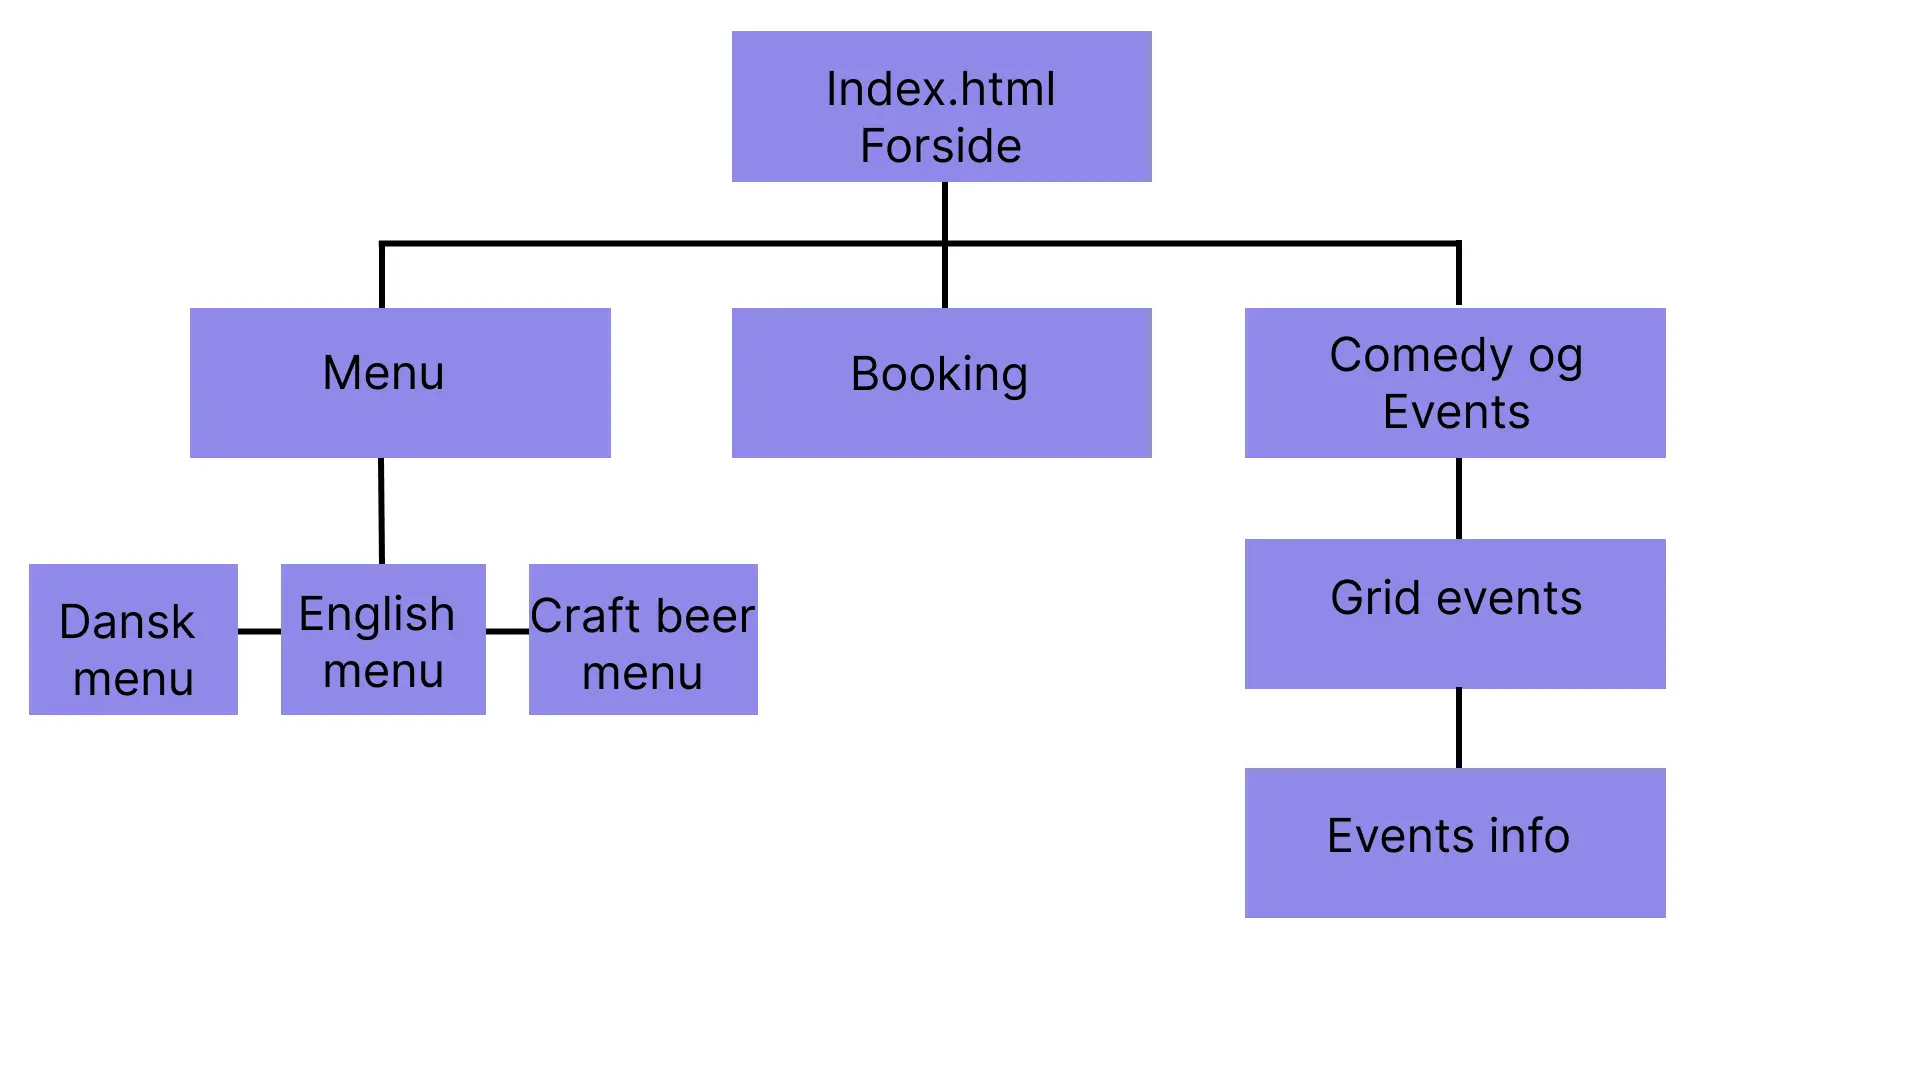 Index.html
Forside
Menu
Booking
Comedy og
Events
Dansk
menu
English
menu
Craft beer
menu
Grid events
Events info